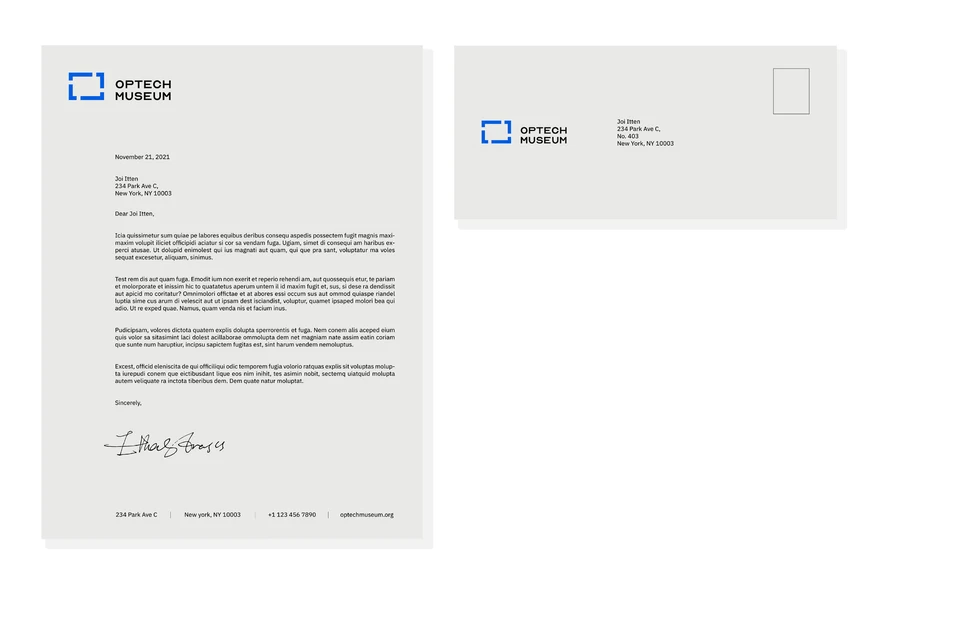 OPTECH
MUSEUM
November 21, 2021
Joi Itten
234 Park Ave C,
New York, NY 10003
Dear Joi Itten,
Icia quissimetur sum quiae pe labores equibus deribus consequ aspedis possectem fugit magnis maxi-
maxim volupit iliciet officipidi aciatur si cor sa vendam fuga. Ugiam, simet di consequi am haribus ex-
perci atusae. Ut dolupid enimolest qui ius magnati aut quam, qui que pra sant, voluptatur ma voles
sequat excesetur, aliquam, sinimus.
Test rem dis aut quam fuga. Emodit ium non exerit et reperio rehendi am, aut quossequis etur, te pariam
et molorporate et inissim hic to quatatetus aperum untem il id maxim fugit et, sus, si dese ra dendissit
aut apicid mo coritatur? Omnimolori offictae et at abores essi occum sus aut ommod quiaspe riandel
luptia sime cus arum di velescit aut ut ipsam dest isciandist, voluptur, quamet ipsaped molori bea qui
adio. Ut re exped quae. Namus, quam venda nis et facium inus.
Pudicipsam, volores dictota quatem explis dolupta sperrorentis et fuga. Nem conem alis aceped eium
quis volor sa sitasimint laci dolest acillaborae ommolupta dem net magniam nate assim eatin coriam
que sunte num haruptiur, incipsu sapictem fugitas est, sint harum vendem nemoluptus.
Excest, officid eleniscita de qui officiliqui odic temporem fugia volorio ratquas explis sit voluptas molup-
ta iurepudi conem que eictibusdant lique eos nim inihit, tes asimin nobit, sectemq uiatquid molupta
autem veliquate ra inctota tiberibus dem. Dem quate natur moluptat.
Sincerely,
234 Park Ave C | New york, NY 10003 | +1 123 456 7890 | optechmuseum.org
OPTECH
MUSEUM
Joi Itten
234 Park Ave C,
No. 403
New York, NY 10003